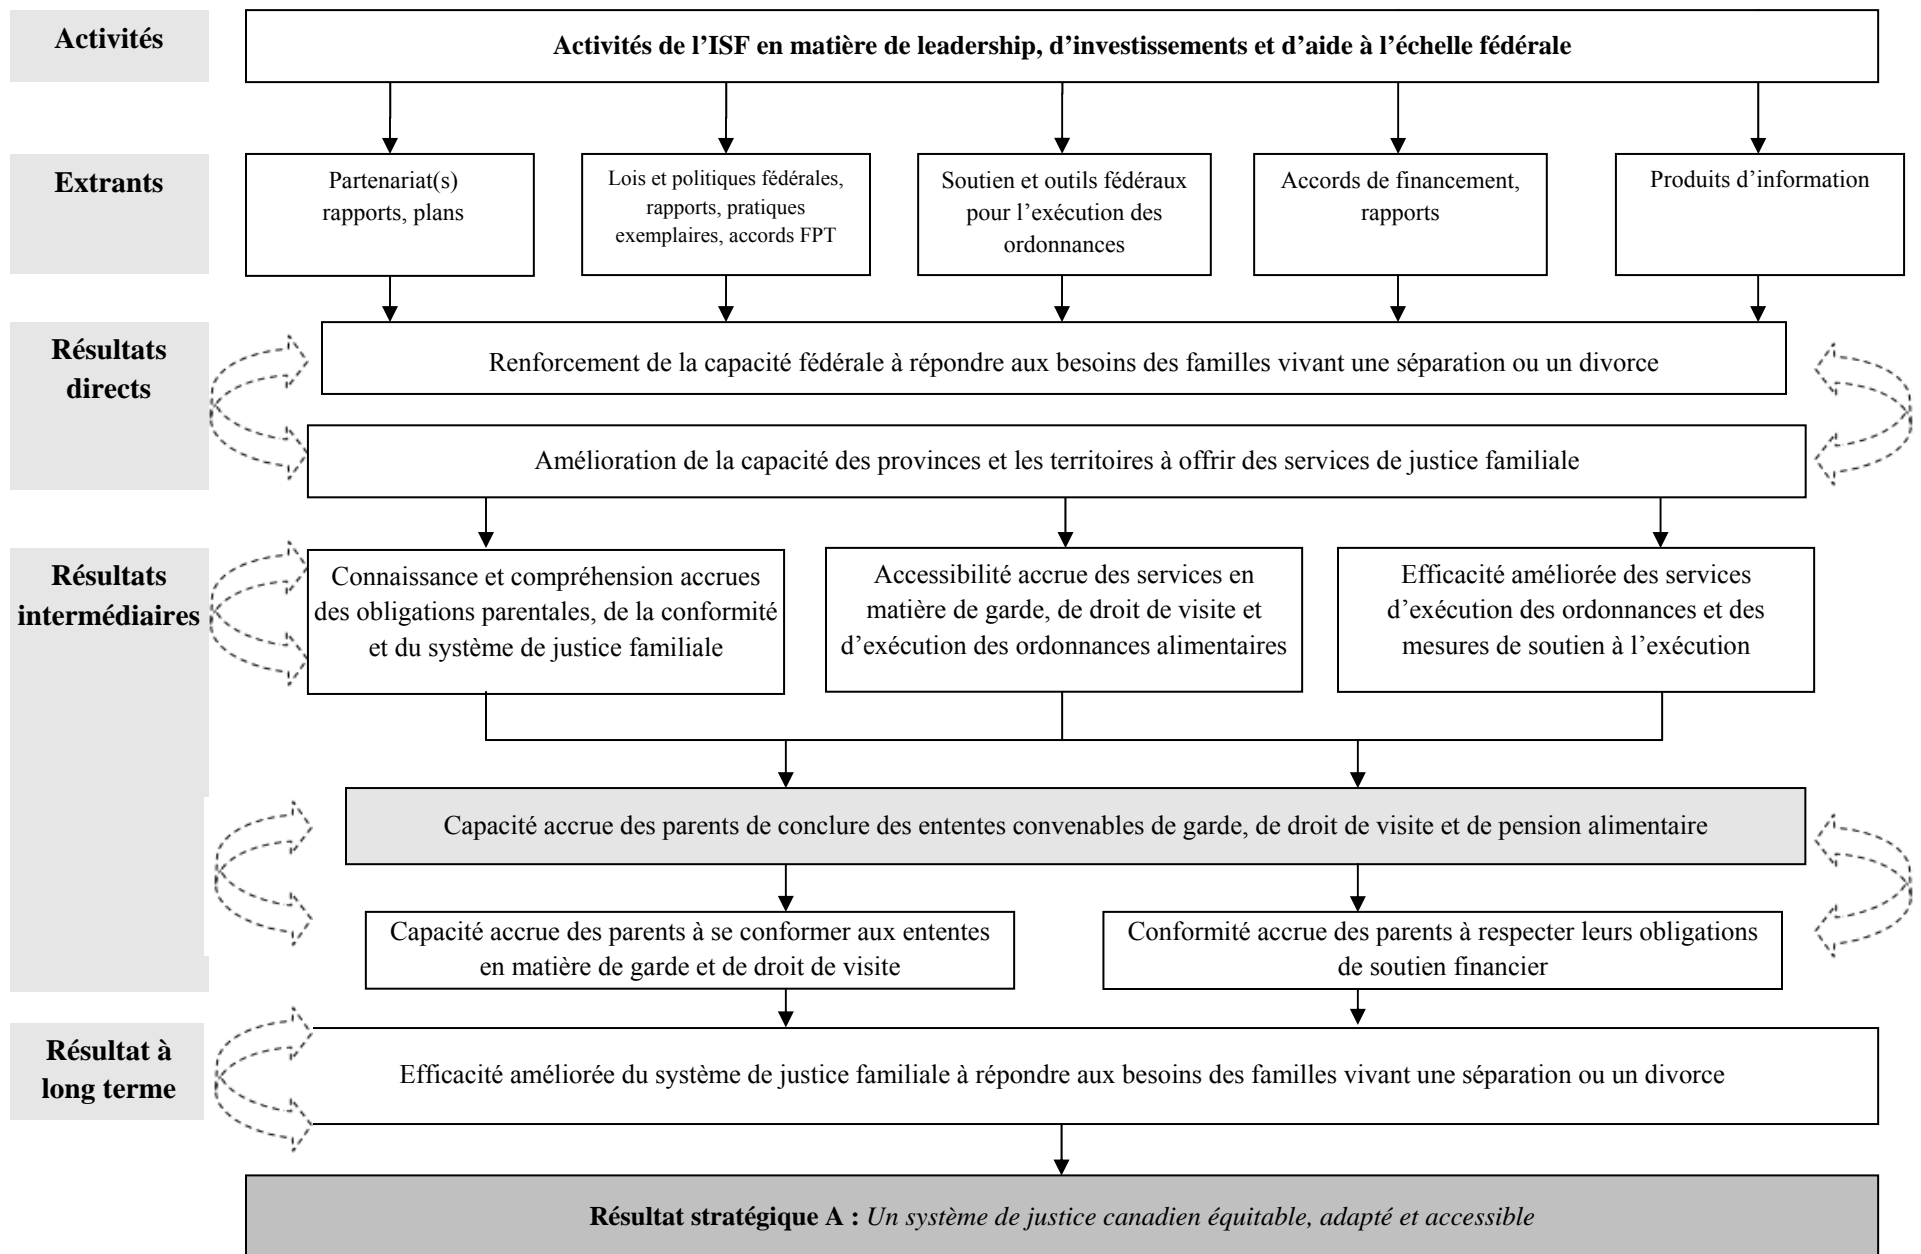 Activités
Activités de l’ISF en matière de leadership, d’investissements et d’aide à l’échelle fédérale
Extrants
Partenariat(s)
rapports, plans
Lois et politiques fédérales,
rapports, pratiques
exemplaires, accords FPT
Soutien et outils fédéraux
pour l’exécution des
ordonnances
Accords de financement,
rapports
Produits d’information
Résultats
directs
Renforcement de la capacité fédérale à répondre aux besoins des familles vivant une séparation ou un divorce
Amélioration de la capacité des provinces et les territoires à offrir des services de justice familiale
Résultats
intermédiaires
Connaissance et compréhension accrues
des obligations parentales, de la conformité
et du système de justice familiale
Accessibilité accrue des services en
matière de garde, de droit de visite et
d’exécution des ordonnances alimentaires
Efficacité améliorée des services
d’exécution des ordonnances et des
mesures de soutien à l’exécution
Capacité accrue des parents de conclure des ententes convenables de garde, de droit de visite et de pension alimentaire
Capacité accrue des parents à se conformer aux ententes
en matière de garde et de droit de visite
Conformité accrue des parents à respecter leurs obligations
de soutien financier
Résultat à
long terme
Efficacité améliorée du système de justice familiale à répondre aux besoins des familles vivant une séparation ou un divorce
Résultat stratégique A : Un système de justice canadien équitable, adapté et accessible